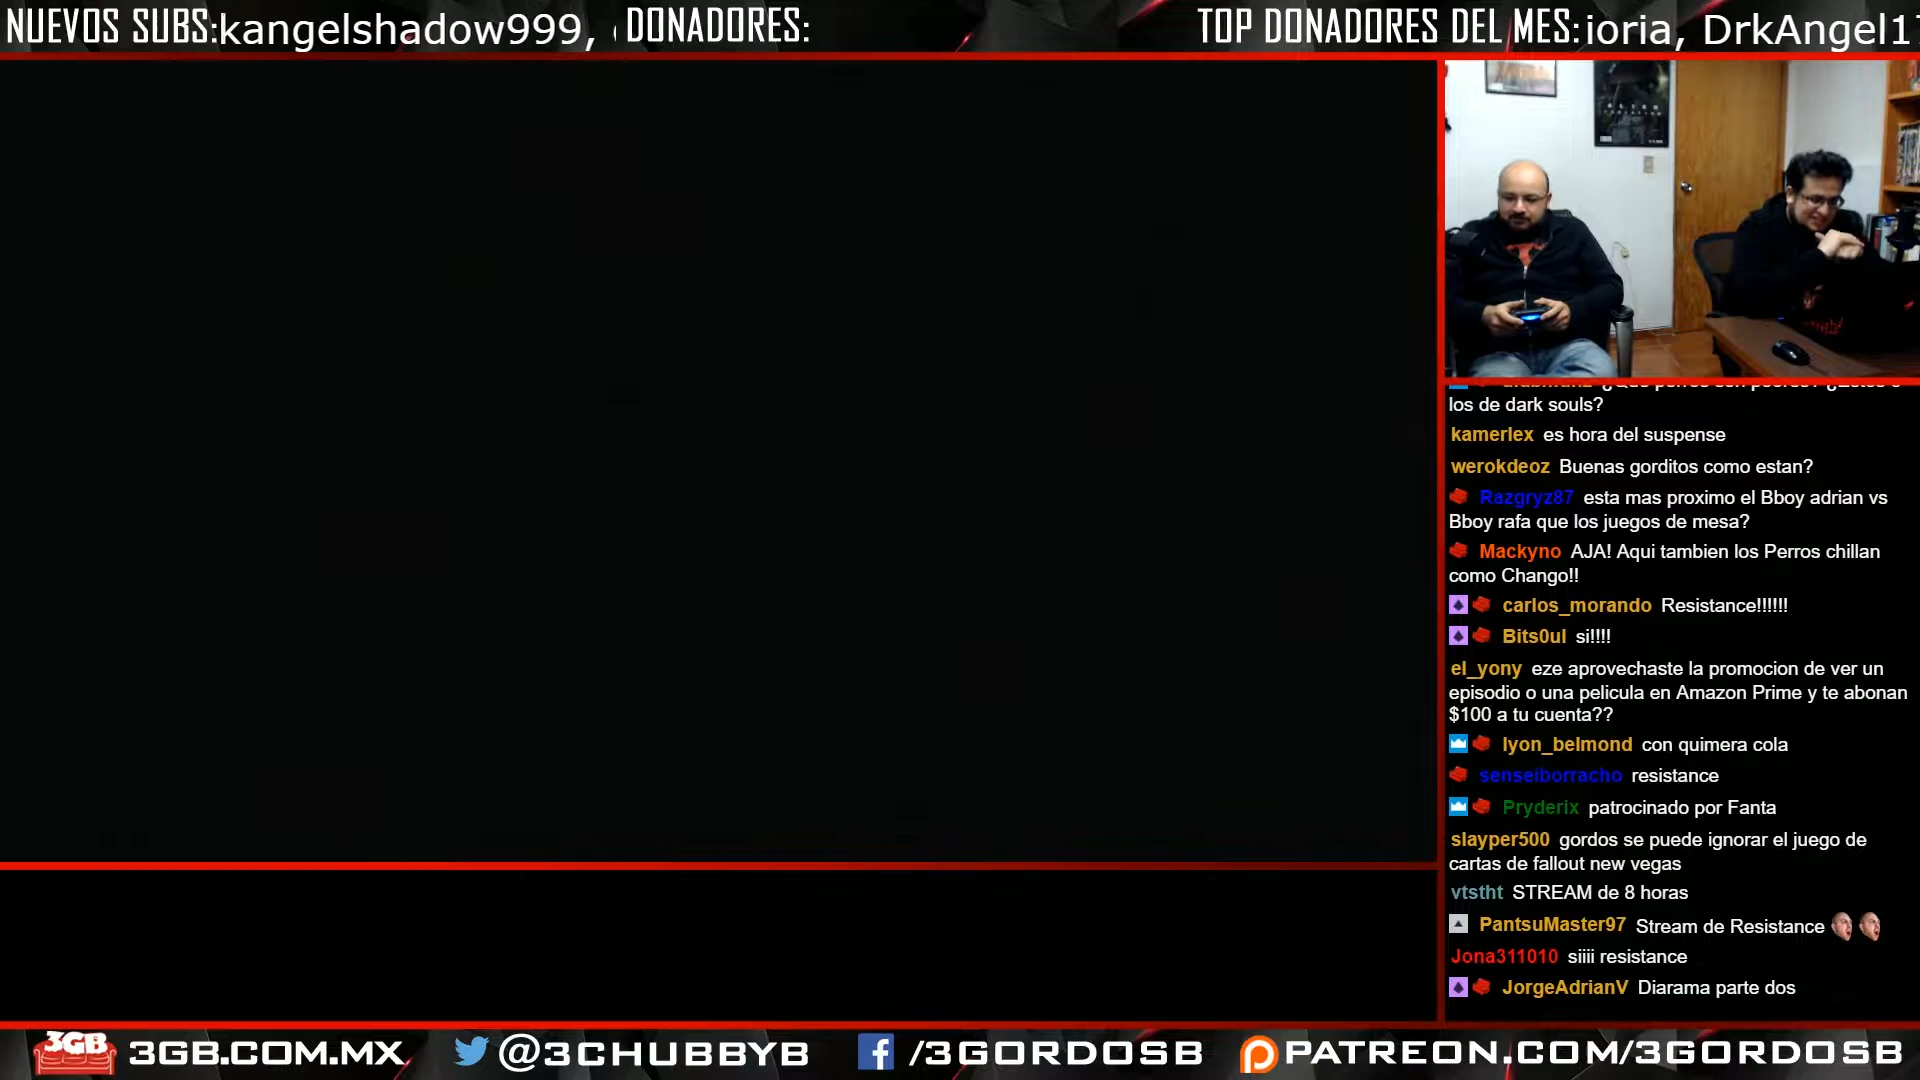 NUEVOS SUBS: kangelshadow999, DONADORES: TOP DONADORES DEL MES: ioria, DrkAngel1
ALIEN
los de dark souls?
kamerlex es hora del suspense
werokdeoz Buenas gorditos como estan?
Razgryz87 esta mas proximo el Bboy adrian vs
Bboy rafa que los juegos de mesa?
Mackyno AJA! Aqui tambien los Perros chillan
como Chango!!
carlos_morando Resistance!!!!!!
Bits0ul si!!!!
el_yony eze aprovechaste la promocion de ver un
episodio o una pelicula en Amazon Prime y te abonan
$100 a tu cuenta??
lyon_belmond con quimera cola
senseiborracho resistance
Pryderix patrocinado por Fanta
slayper500 gordos se puede ignorar el juego de
cartas de fallout new vegas
vtstht STREAM de 8 horas
PantsuMaster97 Stream de Resistance
Jona311010 siiii resistance
JorgeAdrianV Diarama parte dos
3GB 3GB.COM.MX @3CHUBBYB /3GORDOSB PATREON.COM/3GORDOSB